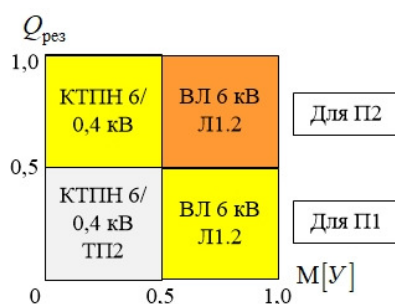 Qрез
1,0
КТПН 6/
0,4 кВ
ВЛ 6 кВ
Л1.2
Для П2
0,5
КТПН 6/
0,4 кВ
ТП2
ВЛ 6 кВ
Л1.2
Для П1
0
0.5
1.0
М[У]